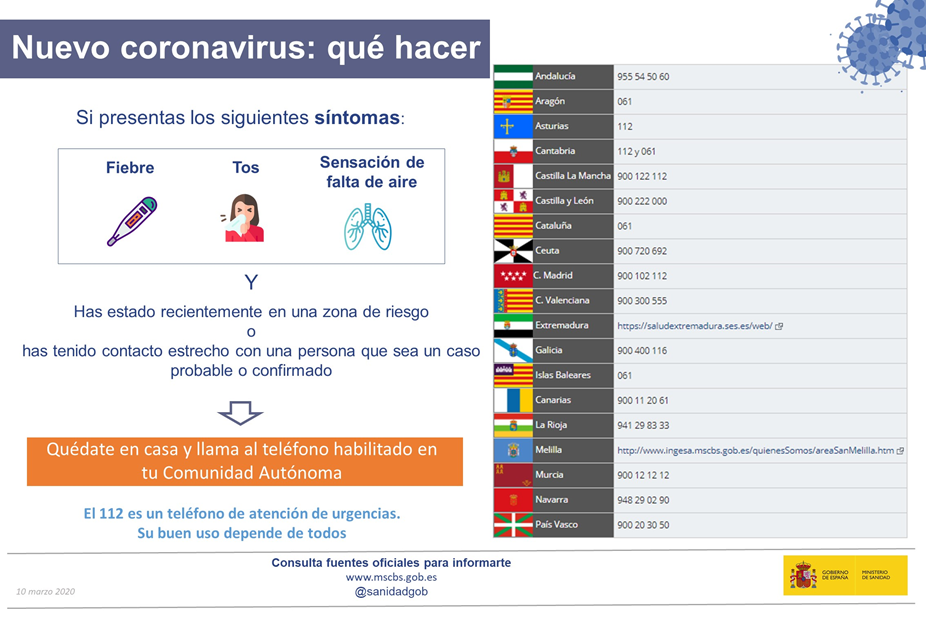 Nuevo coronavirus: qué hacer
Si presentas los siguientes síntomas:
Fiebre
Tos
Sensación de
falta de aire
Y
Has estado recientemente en una zona de riesgo
o
has tenido contacto estrecho con una persona que sea un caso
probable o confirmado
Quédate en casa y llama al teléfono habilitado en
tu Comunidad Autónoma
El 112 es un teléfono de atención de urgencias.
Su buen uso depende de todos
Andalucía 955 54 50 60
Aragón 061
Asturias 112
Cantabria 112 y 061
Castilla La Mancha 900 122 112
Castilla y León 900 222 000
Cataluña 061
Ceuta 900 720 692
C. Madrid 900 102 112
C. Valenciana 900 300 555
Extremadura https://saludextremadura.ses.es/web/
Galicia 900 400 116
Islas Baleares 061
Canarias 900 11 20 61
La Rioja 941 29 83 33
Melilla http://www.ingesa.mscbs.gob.es/quienesSomos/areaSanMelilla.htm
Murcia 900 12 12 12
Navarra 948 29 02 90
País Vasco 900 20 30 50
Consulta fuentes oficiales para informarte
www.mscbs.gob.es
@sanidadgob
10 marzo 2020
GOBIERNO
DE ESPAÑA
MINISTERIO
DE SANIDAD